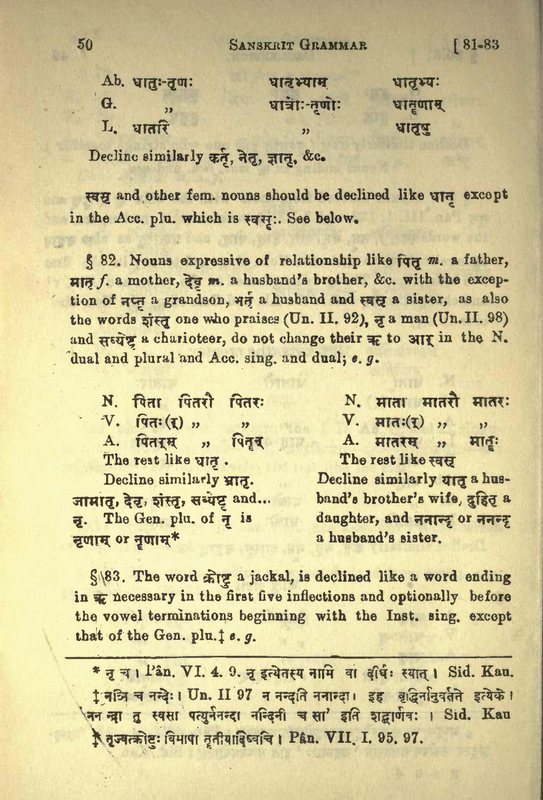 50 SANSKRIT GRAMMAR [ 81-83
Ab. धातुः-तृणः धातृभ्याम् धातृभ्यः
G. „ धात्रोः-तृणोः धातॄणाम्
L. धातरि „ धातृषु
Decline similarly कर्तृ, नेतृ, ज्ञातृ, &c.
स्वसृ and other fem. nouns should be declined like धातृ except
in the Acc. plu. which is स्वसॄः. See below.
§ 82. Nouns expressive of relationship like पितृ m. a father,
मातृ f. a mother, देवृ m. a husband's brother, &c. with the excep-
tion of नप्तृ a grandson, भर्तृ a husband and स्वसृ a sister, as also
the words शंस्तृ one who praises (Un. II. 92), नृ a man (Un. II. 98)
and सव्येष्टृ a charioteer, do not change their ऋ to आर् in the N.
dual and plural and Acc. sing. and dual; e. g.
N. पिता पितरौ पितरः
V. पितः(र्) „ „
A. पितरम् „ पितॄन्
The rest like धातृ .
Decline similarly भ्रातृ.
जामातृ, देवृ, शंस्तृ, सव्येष्टृ and...
नृ. The Gen. plu. of नृ is
नृणाम् or नॄणाम्*
N. माता मातरौ मातरः
V. मातः(र्) „ „
A. मातरम् „ मातॄः
The rest like स्वसृ
Decline similarly यातृ a hus-
band's brother's wife, दुहितृ a
daughter, and ननान्दृ or ननन्दृ
a husband's sister.
§ 83. The word क्रोष्टु a jackal, is declined like a word ending
in ऋ necessary in the first five inflections and optionally before
the vowel terminations beginning with the Inst. sing. except
that of the Gen. plu.‡ e. g.
* नृ च । Pân. VI. 4. 9. नृ इत्येतस्य नामि वा दीर्घः स्यात् । Sid. Kau.
‡ नञि च नन्देः । Un. II 97 न नन्दति ननान्दा । इह वृद्धिर्नानुवर्तते इत्येके ।
'ननन्दा तु स्वसा पत्युर्ननन्दा नन्दिनी च सा' इति शब्दार्णवः । Sid. Kau
‡ तृज्वत्क्रोष्टुः विभाषा तृतीयादिष्वचि । Pân. VII. I. 95. 97.